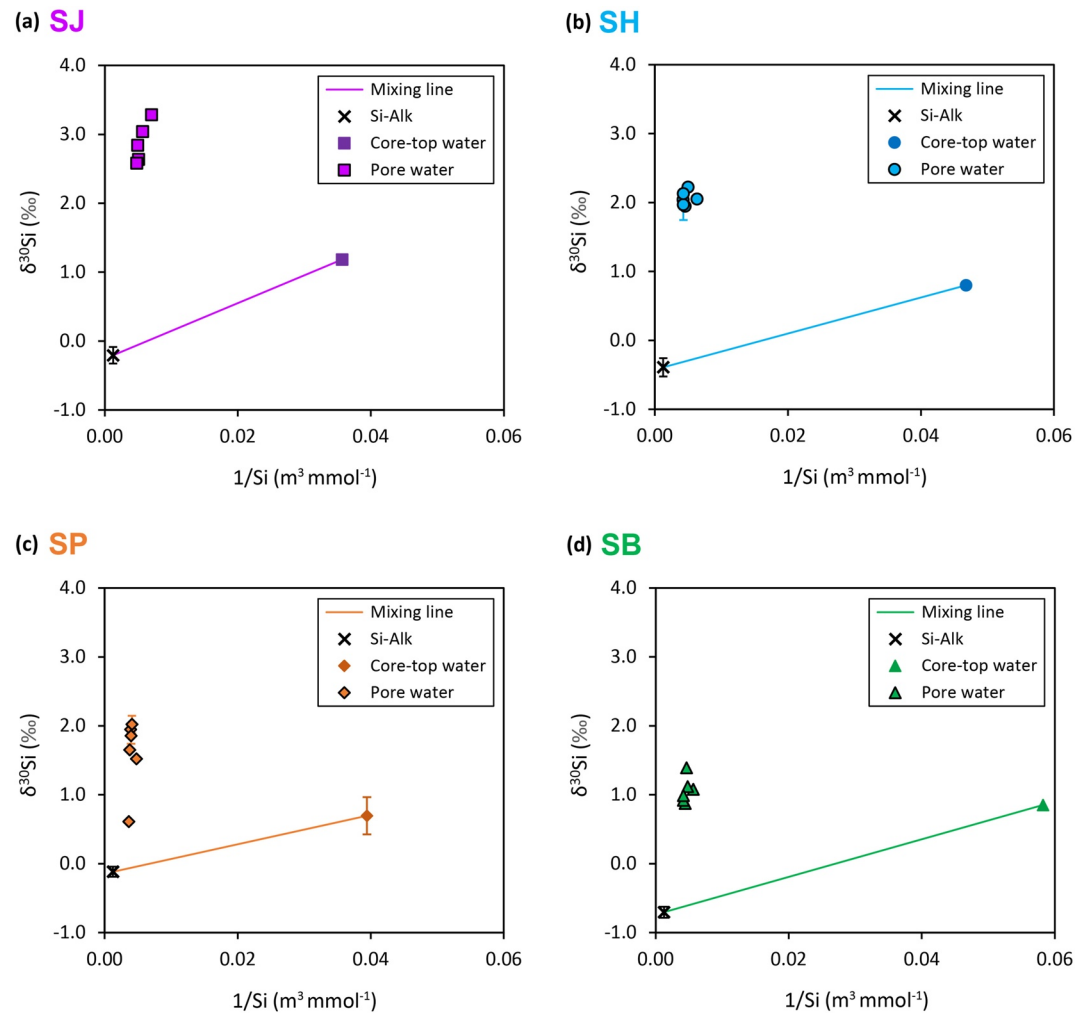 (a) SJ
4.0
3.0
2.0
1.0
0.0
-1.0
δ³⁰Si (‰)
Mixing line
Si-Alk
Core-top water
Pore water
0.00 0.02 0.04 0.06
1/Si (m³ mmol⁻¹)
(b) SH
4.0
3.0
2.0
1.0
0.0
-1.0
δ³⁰Si (‰)
Mixing line
Si-Alk
Core-top water
Pore water
0.00 0.02 0.04 0.06
1/Si (m³ mmol⁻¹)
(c) SP
4.0
3.0
2.0
1.0
0.0
-1.0
δ³⁰Si (‰)
Mixing line
Si-Alk
Core-top water
Pore water
0.00 0.02 0.04 0.06
1/Si (m³ mmol⁻¹)
(d) SB
4.0
3.0
2.0
1.0
0.0
-1.0
δ³⁰Si (‰)
Mixing line
Si-Alk
Core-top water
Pore water
0.00 0.02 0.04 0.06
1/Si (m³ mmol⁻¹)